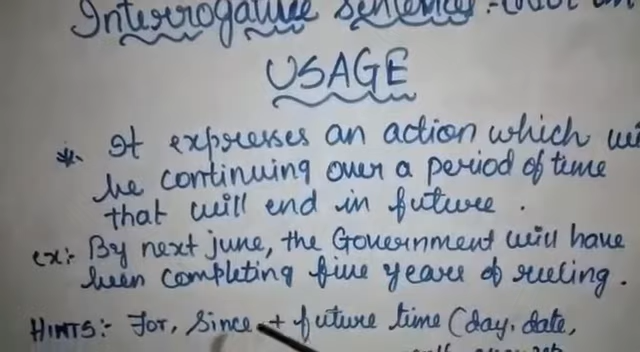 Interrogative Sentence :-
USAGE
* It expresses an action which
be continuing over a period of time
that will end in future .
ex:- By next june, the Government will have
been completing five years of ruling .
HINTS:- For, Since + future time (day, date,